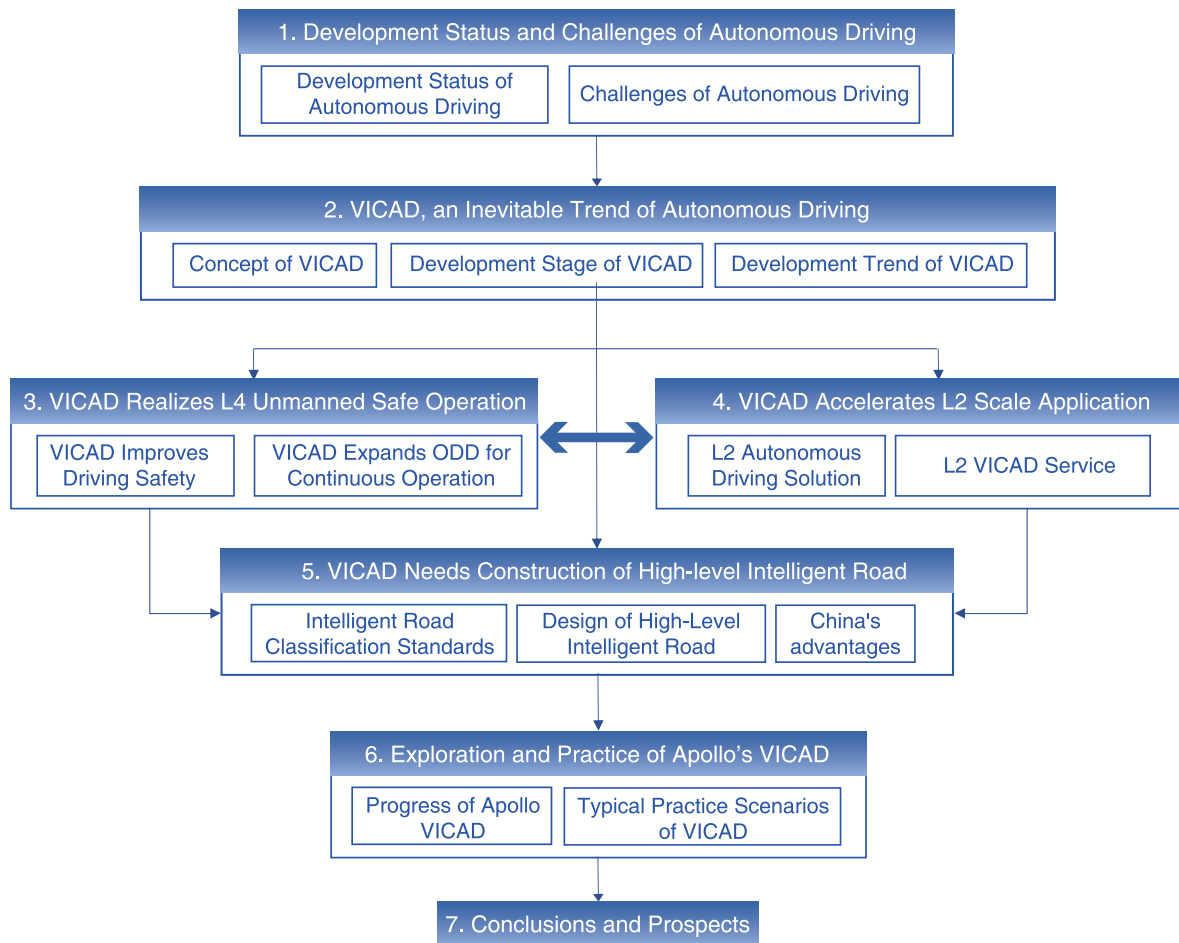 1. Development Status and Challenges of Autonomous Driving
Development Status of
Autonomous Driving
Challenges of Autonomous Driving
2. VICAD, an Inevitable Trend of Autonomous Driving
Concept of VICAD
Development Stage of VICAD
Development Trend of VICAD
3. VICAD Realizes L4 Unmanned Safe Operation
VICAD Improves
Driving Safety
VICAD Expands ODD for
Continuous Operation
4. VICAD Accelerates L2 Scale Application
L2 Autonomous
Driving Solution
L2 VICAD Service
5. VICAD Needs Construction of High-level Intelligent Road
Intelligent Road
Classification Standards
Design of High-Level
Intelligent Road
China's
advantages
6. Exploration and Practice of Apollo’s VICAD
Progress of Apollo
VICAD
Typical Practice Scenarios
of VICAD
7. Conclusions and Prospects